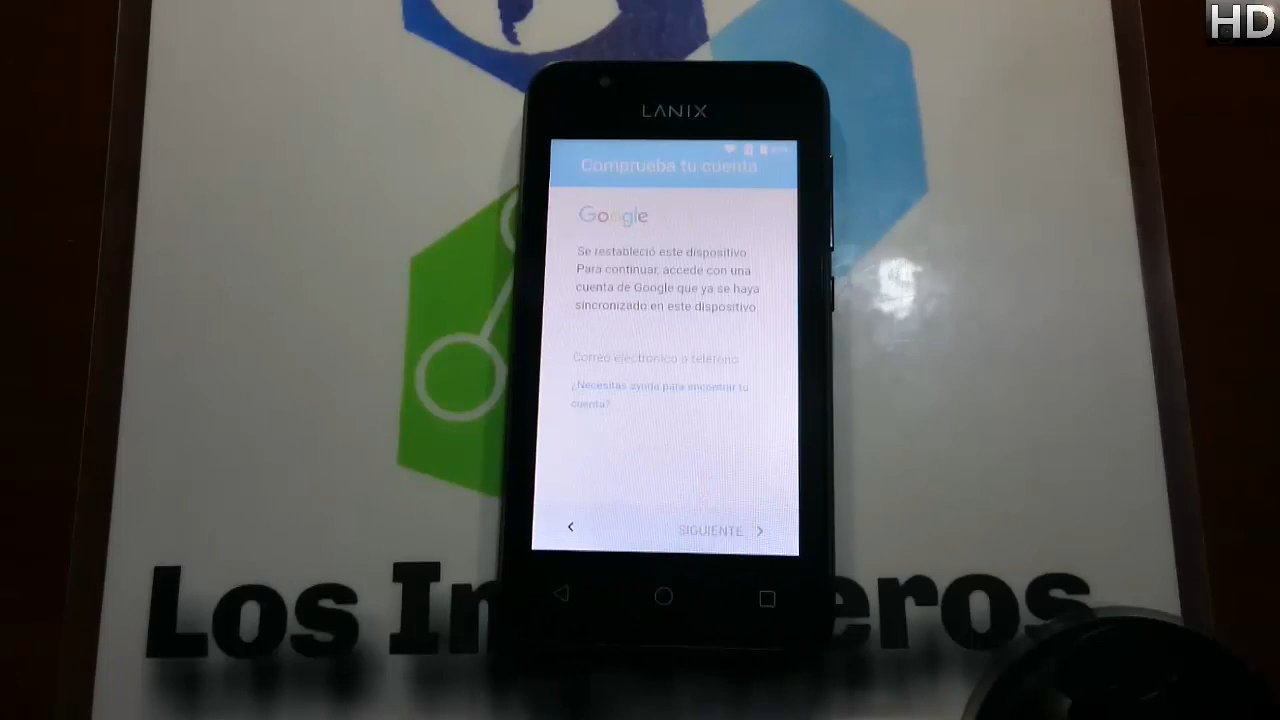 HD
LANIX
Comprueba tu cuenta
Google
Se restableció este dispositivo.
Para continuar, accede con una
cuenta de Google que ya se haya
sincronizado en este dispositivo.
Correo electrónico o teléfono
¿Necesitas ayuda para encontrar tu
cuenta?
SIGUIENTE
Los In eros